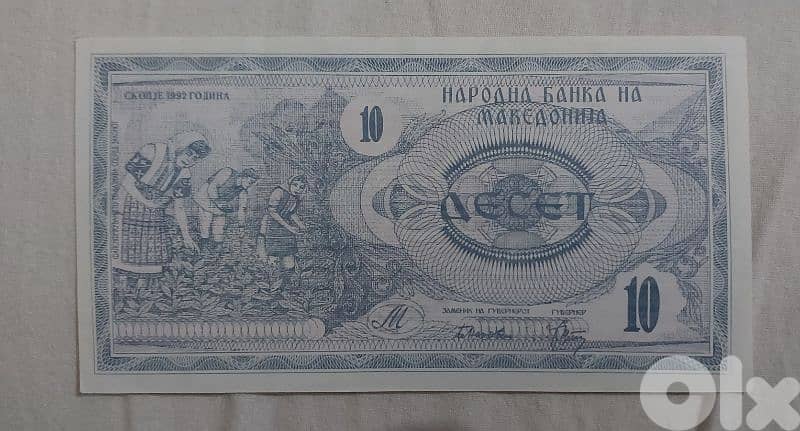 СКОПЈЕ 1992 ГОДИНА
10
НАРОДНА БАНКА НА
МАКЕДОНИЈА
ДЕСЕТ
ЗАМЕНИК НА ГУВЕРНЕРОТ ГУВЕРНЕР
М
10
olx